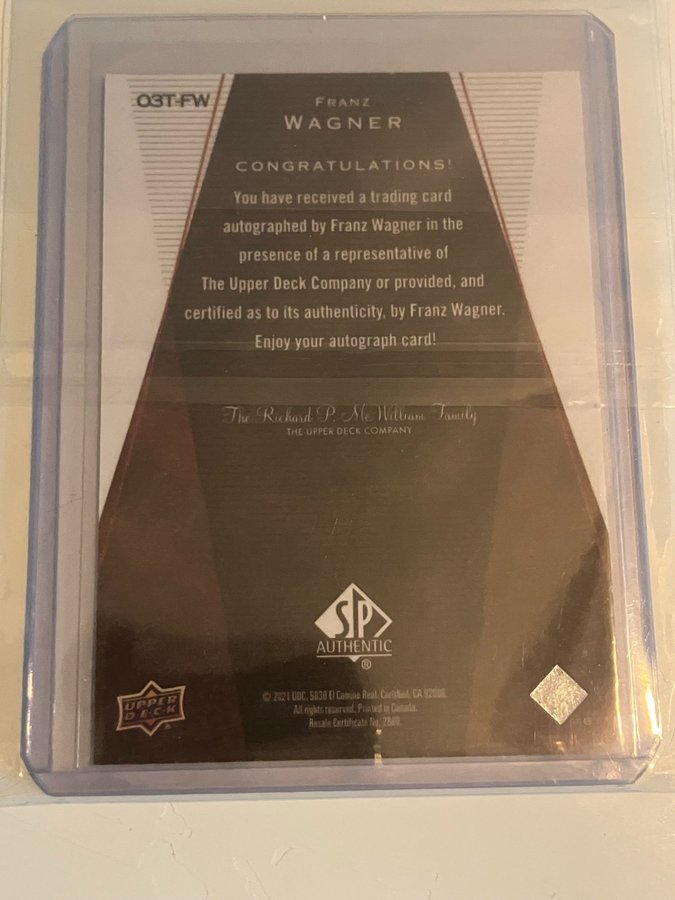 03T-FW
FRANZ
WAGNER
CONGRATULATIONS!
You have received a trading card
autographed by Franz Wagner in the
presence of a representative of
The Upper Deck Company or provided, and
certified as to its authenticity, by Franz Wagner.
Enjoy your autograph card!
The Richard P. McWilliam Family
THE UPPER DECK COMPANY
SP
AUTHENTIC
®
UPPER
DECK
© 2021 UDC, 5830 El Camino Real, Carlsbad, CA 92008.
All rights reserved. Printed in Canada.
Resale Certificate No.